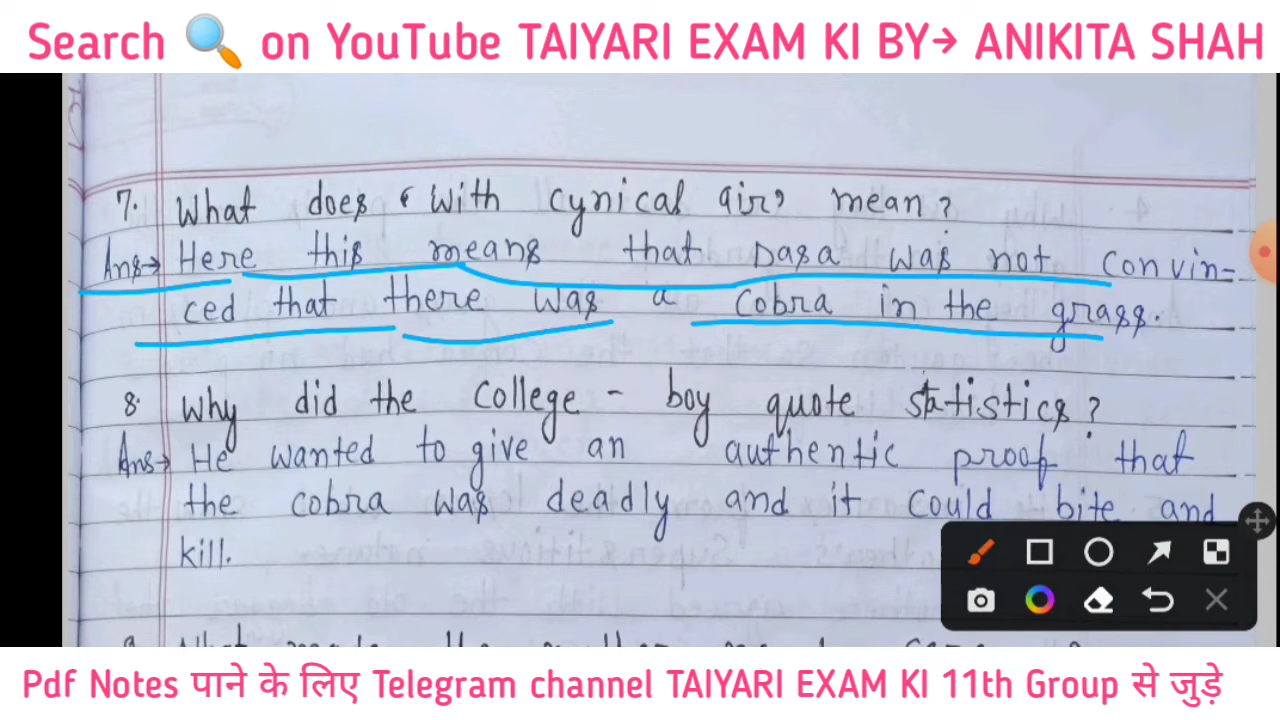 Search 🔍 on YouTube TAIYARI EXAM KI BY→ ANIKITA SHAH
7. What does 'With cynical air' mean?
Ans→ Here this means that Dasa was not convin-
ced that there was a cobra in the grass.
8. Why did the college - boy quote statistics?
Ans→ He wanted to give an authentic proof that
the cobra was deadly and it could bite and
kill.
Pdf Notes पाने के लिए Telegram channel TAIYARI EXAM KI 11th Group से जुड़े